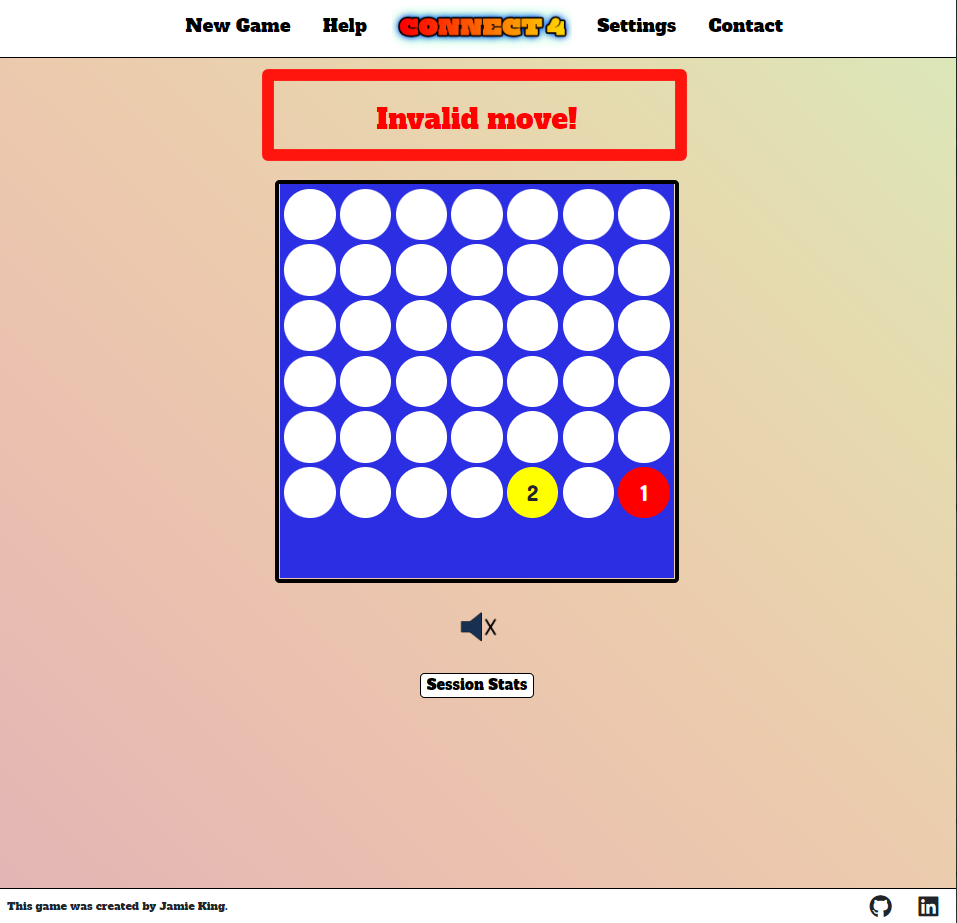 New Game Help CONNECT 4 Settings Contact
Invalid move!
2 1
X
Session Stats
This game was created by Jamie King. in